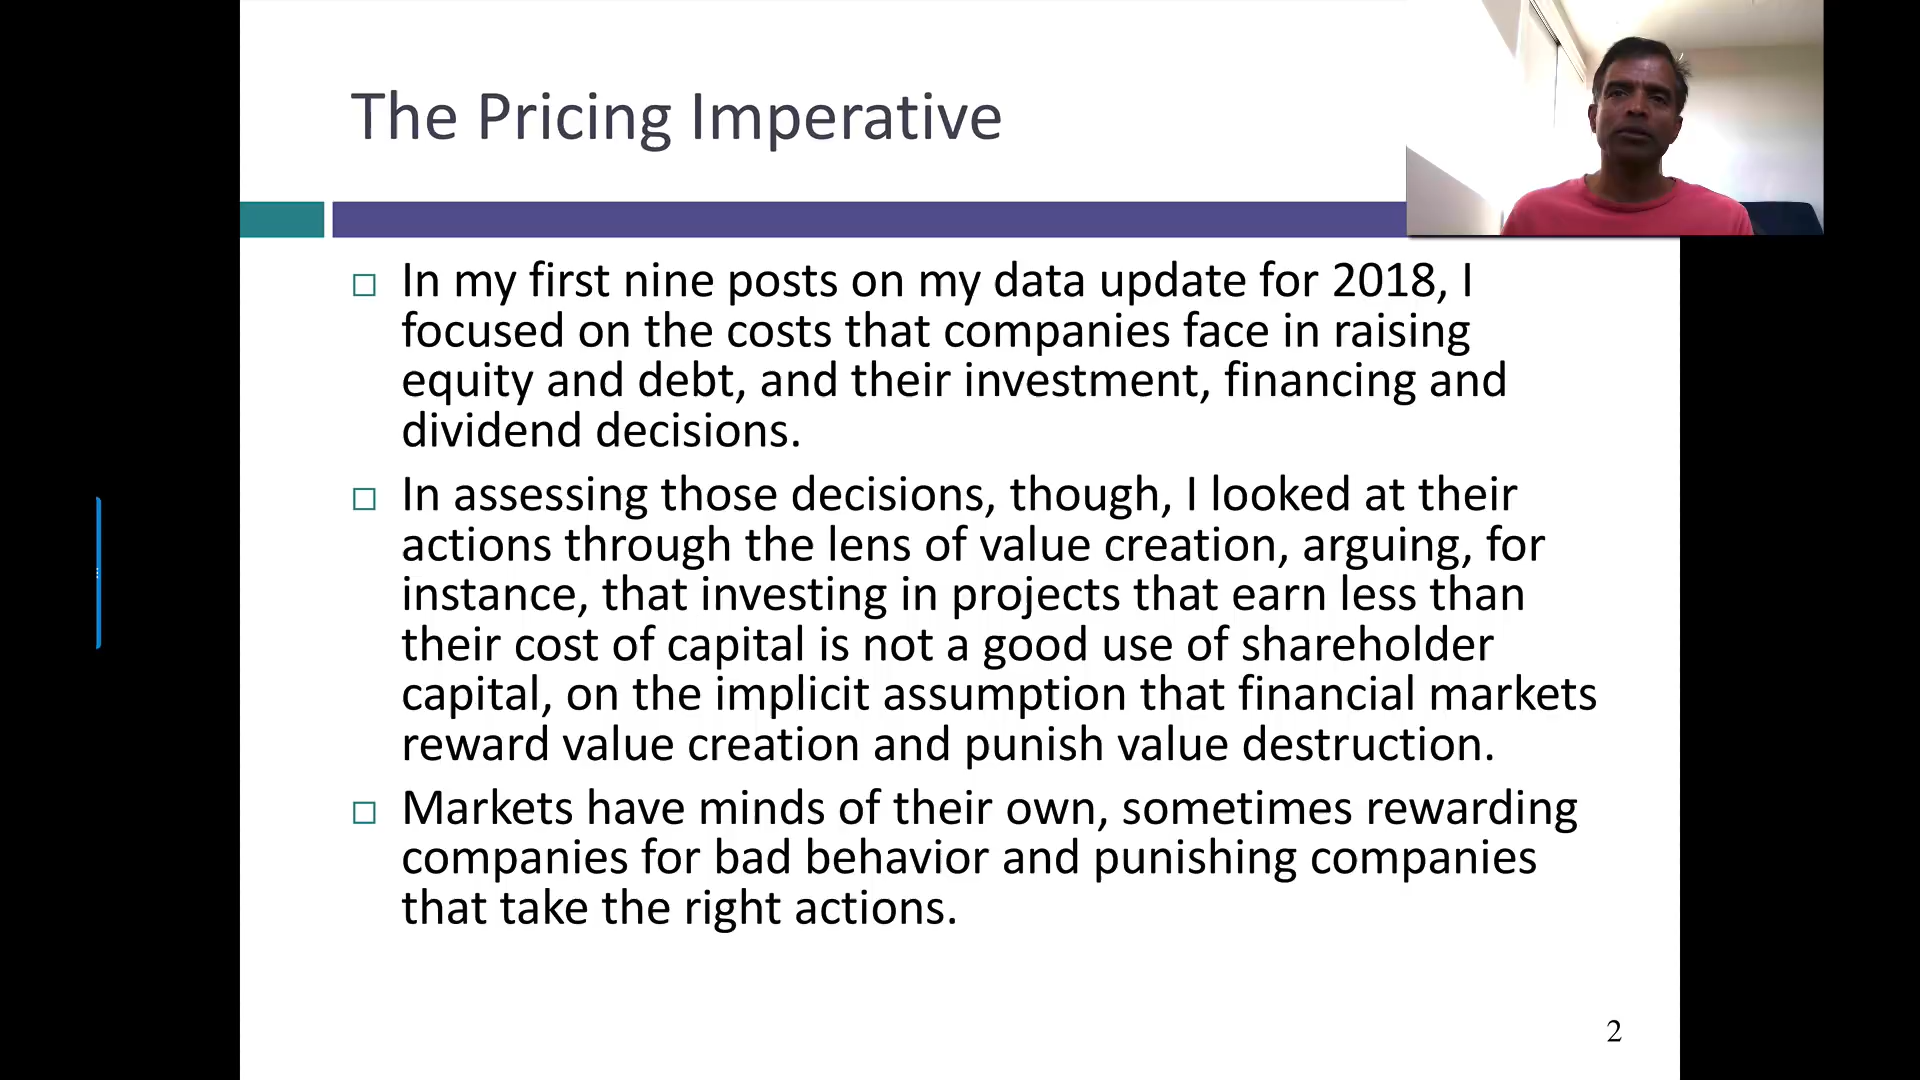 The Pricing Imperative
In my first nine posts on my data update for 2018, I
focused on the costs that companies face in raising
equity and debt, and their investment, financing and
dividend decisions.
In assessing those decisions, though, I looked at their
actions through the lens of value creation, arguing, for
instance, that investing in projects that earn less than
their cost of capital is not a good use of shareholder
capital, on the implicit assumption that financial markets
reward value creation and punish value destruction.
Markets have minds of their own, sometimes rewarding
companies for bad behavior and punishing companies
that take the right actions.
2